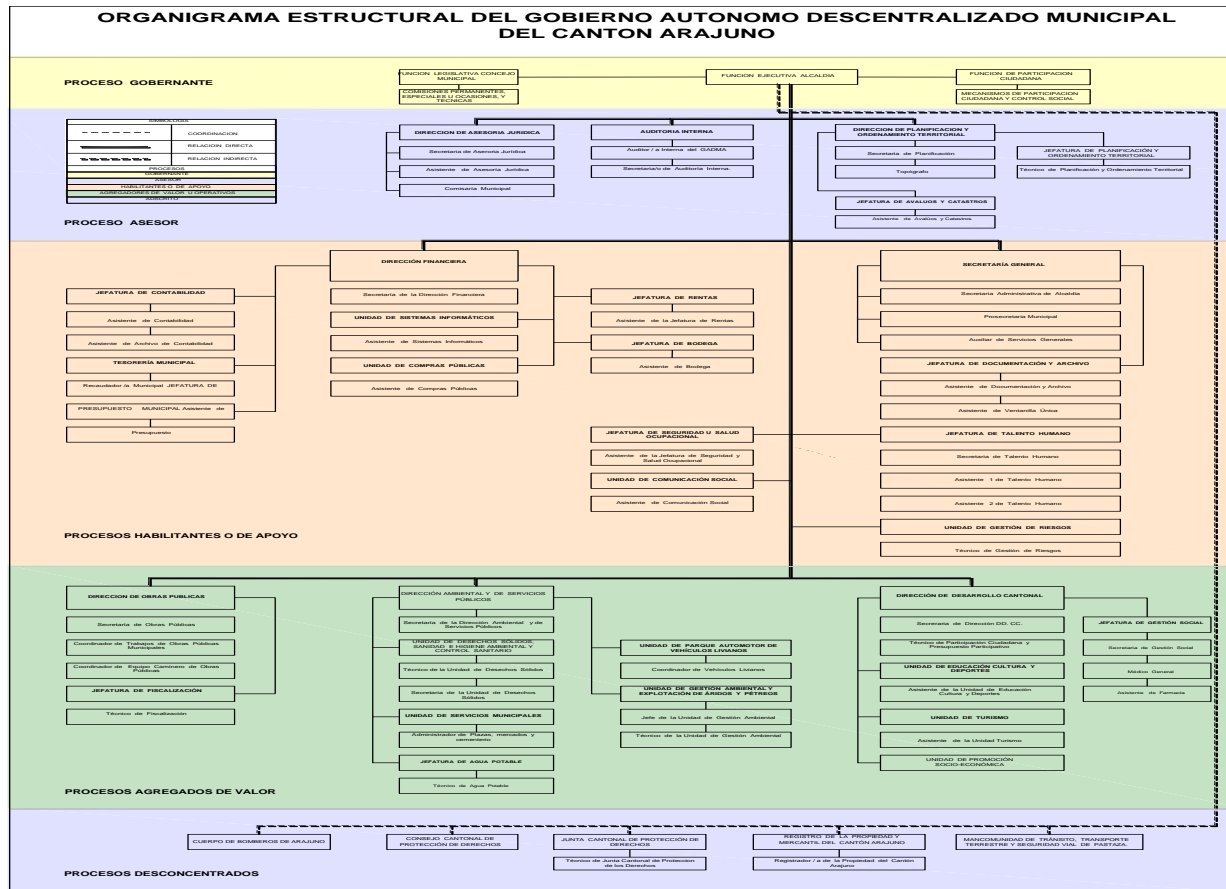 ORGANIGRAMA ESTRUCTURAL DEL GOBIERNO AUTONOMO DESCENTRALIZADO MUNICIPAL
DEL CANTON ARAJUNO
PROCESO GOBERNANTE
FUNCION LEGISLATIVA CONCEJO
MUNICIPAL
COMISIONES PERMANENTES,
ESPECIALES U OCASIONES, Y
TECNICAS
FUNCION EJECUTIVA ALCALDIA
FUNCION DE PARTICIPACION
CIUDADANA
MECANISMOS DE PARTICIPACION
CIUDADANA Y CONTROL SOCIAL
SIMBOLOGIA
COORDINACION
RELACION DIRECTA
RELACION INDIRECTA
PROCESOS
GOBERNANTE
ASESOR
HABILITANTES O DE APOYO
AGREGADORES DE VALOR U OPERATIVOS
ADSCRITO
DIRECCION DE ASESORIA JURIDICA
Secretaria de Asesoría Jurídica
Asistente de Asesoría Jurídica
Comisaría Municipal
AUDITORIA INTERNA
Auditor / a Interna del GADMA
Secretaria/o de Auditoria Interna.
DIRECCION DE PLANIFICACION Y
ORDENAMIENTO TERRITORIAL
Secretaria de Planificación
Topógrafo
JEFATURA DE AVALUOS Y CATASTROS
Asistente de Avalúos y Catastros
JEFATURA DE PLANIFICACIÓN Y
ORDENAMIENTO TERRITORIAL
Técnico de Planificación y Ordenamiento Territorial
PROCESO ASESOR
DIRECCIÓN FINANCIERA
Secretaria de la Dirección Financiera
UNIDAD DE SISTEMAS INFORMÁTICOS
Asistente de Sistemas Informáticos
UNIDAD DE COMPRAS PÚBLICAS
Asistente de Compras Públicas
JEFATURA DE CONTABILIDAD
Asistente de Contabilidad
Asistente de Archivo de Contabilidad
TESORERÍA MUNICIPAL
Recaudador /a Municipal JEFATURA DE
PRESUPUESTO MUNICIPAL Asistente de
Presupuesto
JEFATURA DE RENTAS
Asistente de la Jefatura de Rentas
JEFATURA DE BODEGA
Asistente de Bodega
JEFATURA DE SEGURIDAD U SALUD
OCUPACIONAL
Asistente de la Jefatura de Seguridad y
Salud Ocupacional
UNIDAD DE COMUNICACIÓN SOCIAL
Asistente de Comunicación Social
SECRETARÍA GENERAL
Secretaria Administrativa de Alcaldía
Prosecretaria Municipal
Auxiliar de Servicios Generales
JEFATURA DE DOCUMENTACIÓN Y ARCHIVO
Asistente de Documentación y Archivo
Asistente de Ventanilla Única
JEFATURA DE TALENTO HUMANO
Secretaria de Talento Humano
Asistente 1 de Talento Humano
Asistente 2 de Talento Humano
UNIDAD DE GESTIÓN DE RIESGOS
Técnico de Gestión de Riesgos
PROCESOS HABILITANTES O DE APOYO
DIRECCION DE OBRAS PUBLICAS
Secretaria de Obras Públicas
Coordinador de Trabajos de Obras Públicas
Municipales
Coordinador de Equipo Caminero de Obras
Públicas
JEFATURA DE FISCALIZACIÓN
Técnico de Fiscalización
DIRECCIÓN AMBIENTAL Y DE SERVICIOS
PÚBLICOS
Secretaria de la Dirección Ambiental y de
Servicios Públicos
UNIDAD DE DESECHOS SÓLIDOS,
SANIDAD E HIGIENE AMBIENTAL Y
CONTROL SANITARIO
Técnico de la Unidad de Desechos Sólidos
Secretaria de la Unidad de Desechos
Sólidos
UNIDAD DE SERVICIOS MUNICIPALES
Administrador de Plazas, mercados y
cementerio
JEFATURA DE AGUA POTABLE
Técnico de Agua Potable
UNIDAD DE PARQUE AUTOMOTOR DE
VEHÍCULOS LIVIANOS
Coordinador de Vehículos Livianos
UNIDAD DE GESTIÓN AMBIENTAL Y
EXPLOTACIÓN DE ÁRIDOS Y PÉTREOS
Jefe de la Unidad de Gestión Ambiental
Técnico de la Unidad de Gestión Ambiental
DIRECCIÓN DE DESARROLLO CANTONAL
Secreraria de Dirección DD. CC.
Técnico de Participación Ciudadana y
Presupuesto Participativo
UNIDAD DE EDUCACIÓN CULTURA Y
DEPORTES
Asistente de la Unidad de Educación
Cultura y Deportes
UNIDAD DE TURISMO
Asistente de la Unidad Turismo
UNIDAD DE PROMOCIÓN
SOCIO-ECONÓMICA
JEFATURA DE GESTIÓN SOCIAL
Secretaria de Gestión Social
Médico General
Asistente de Farmacia
PROCESOS AGREGADOS DE VALOR
CUERPO DE BOMBEROS DE ARAJUNO
CONSEJO CANTONAL DE
PROTECCIÓN DE DERECHOS
JUNTA CANTONAL DE PROTECCIÓN DE
DERECHOS
Técnico de Junta Cantonal de Proteccion
de los Derechos
REGISTRO DE LA PROPIEDAD Y
MERCANTIL DEL CANTÓN ARAJUNO
Registrador / a de la Propiedad del Cantón
Arajuno
MANCOMUNIDAD DE TRÁNSITO, TRANSPORTE
TERRESTRE Y SEGURIDAD VIAL DE PASTAZA.
PROCESOS DESCONCENTRADOS